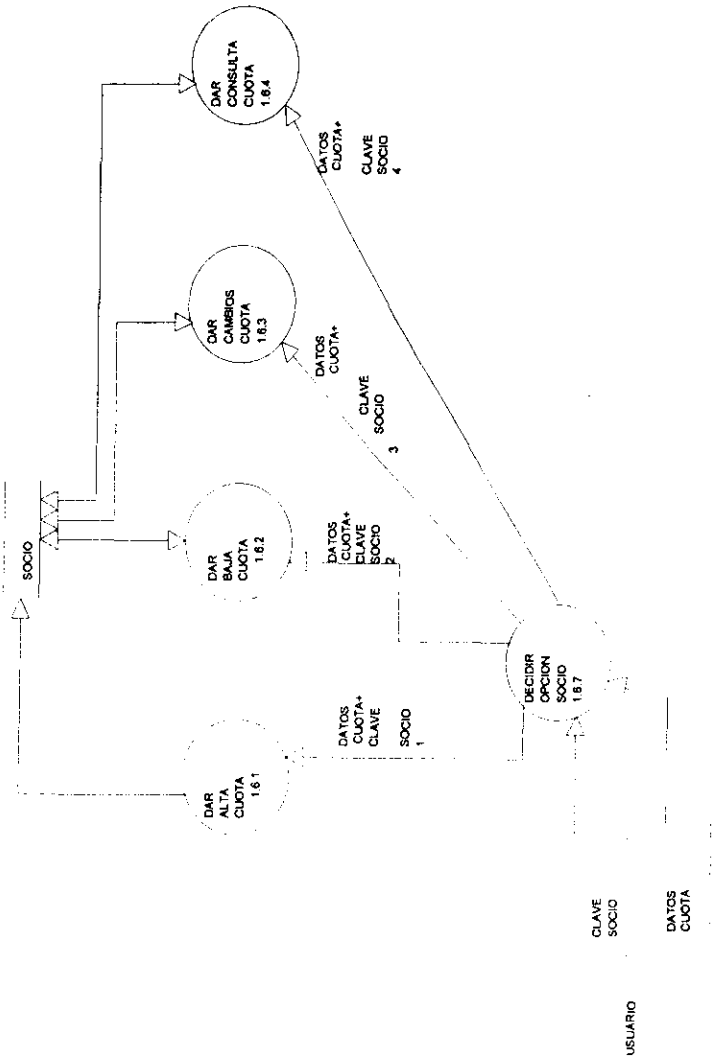 SOCIO
DAR
ALTA
CUOTA
1.6.1
DAR
BAJA
CUOTA
1.6.2
DAR
CAMBIOS
CUOTA
1.6.3
DAR
CONSULTA
CUOTA
1.6.4
DATOS
CUOTA+
CLAVE
SOCIO
1
DATOS
CUOTA+
CLAVE
SOCIO
2
DATOS
CUOTA+
CLAVE
SOCIO
3
DATOS
CUOTA+
CLAVE
SOCIO
4
DECIDIR
OPCION
SOCIO
1.6.7
CLAVE
SOCIO
DATOS
CUOTA
USUARIO